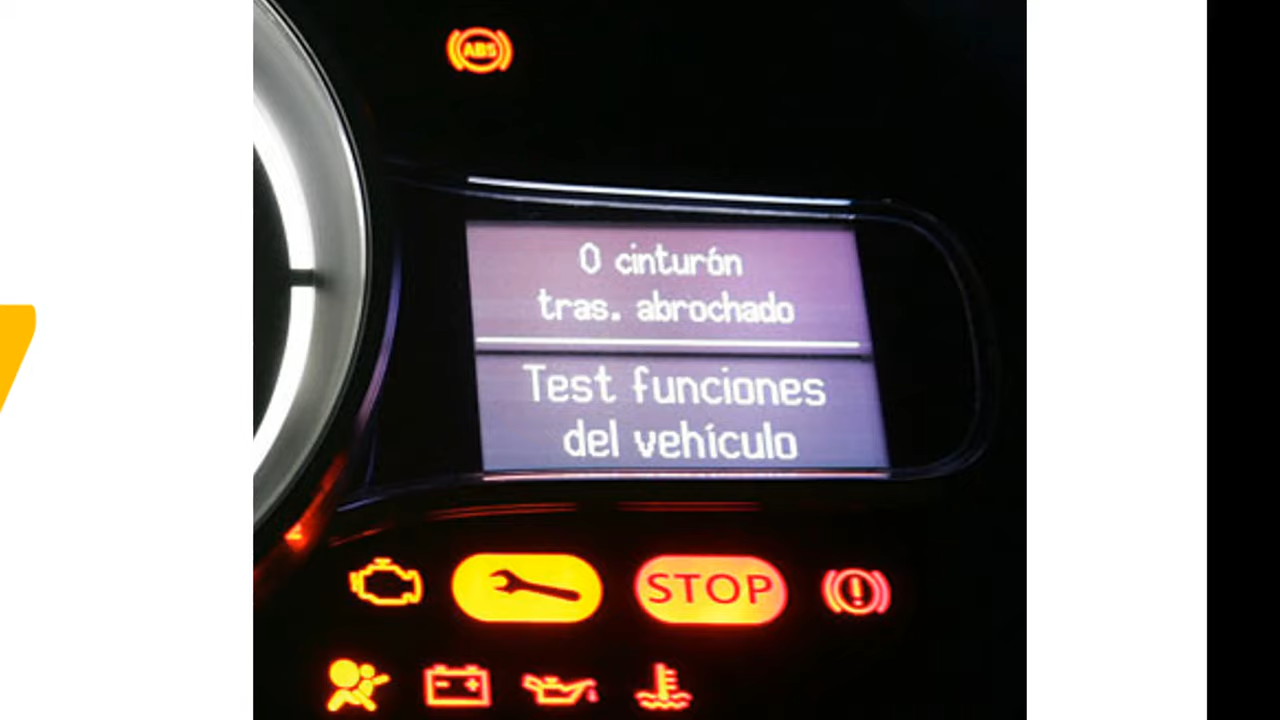 ABS
0 cinturón
tras. abrochado
Test funciones
del vehículo
STOP